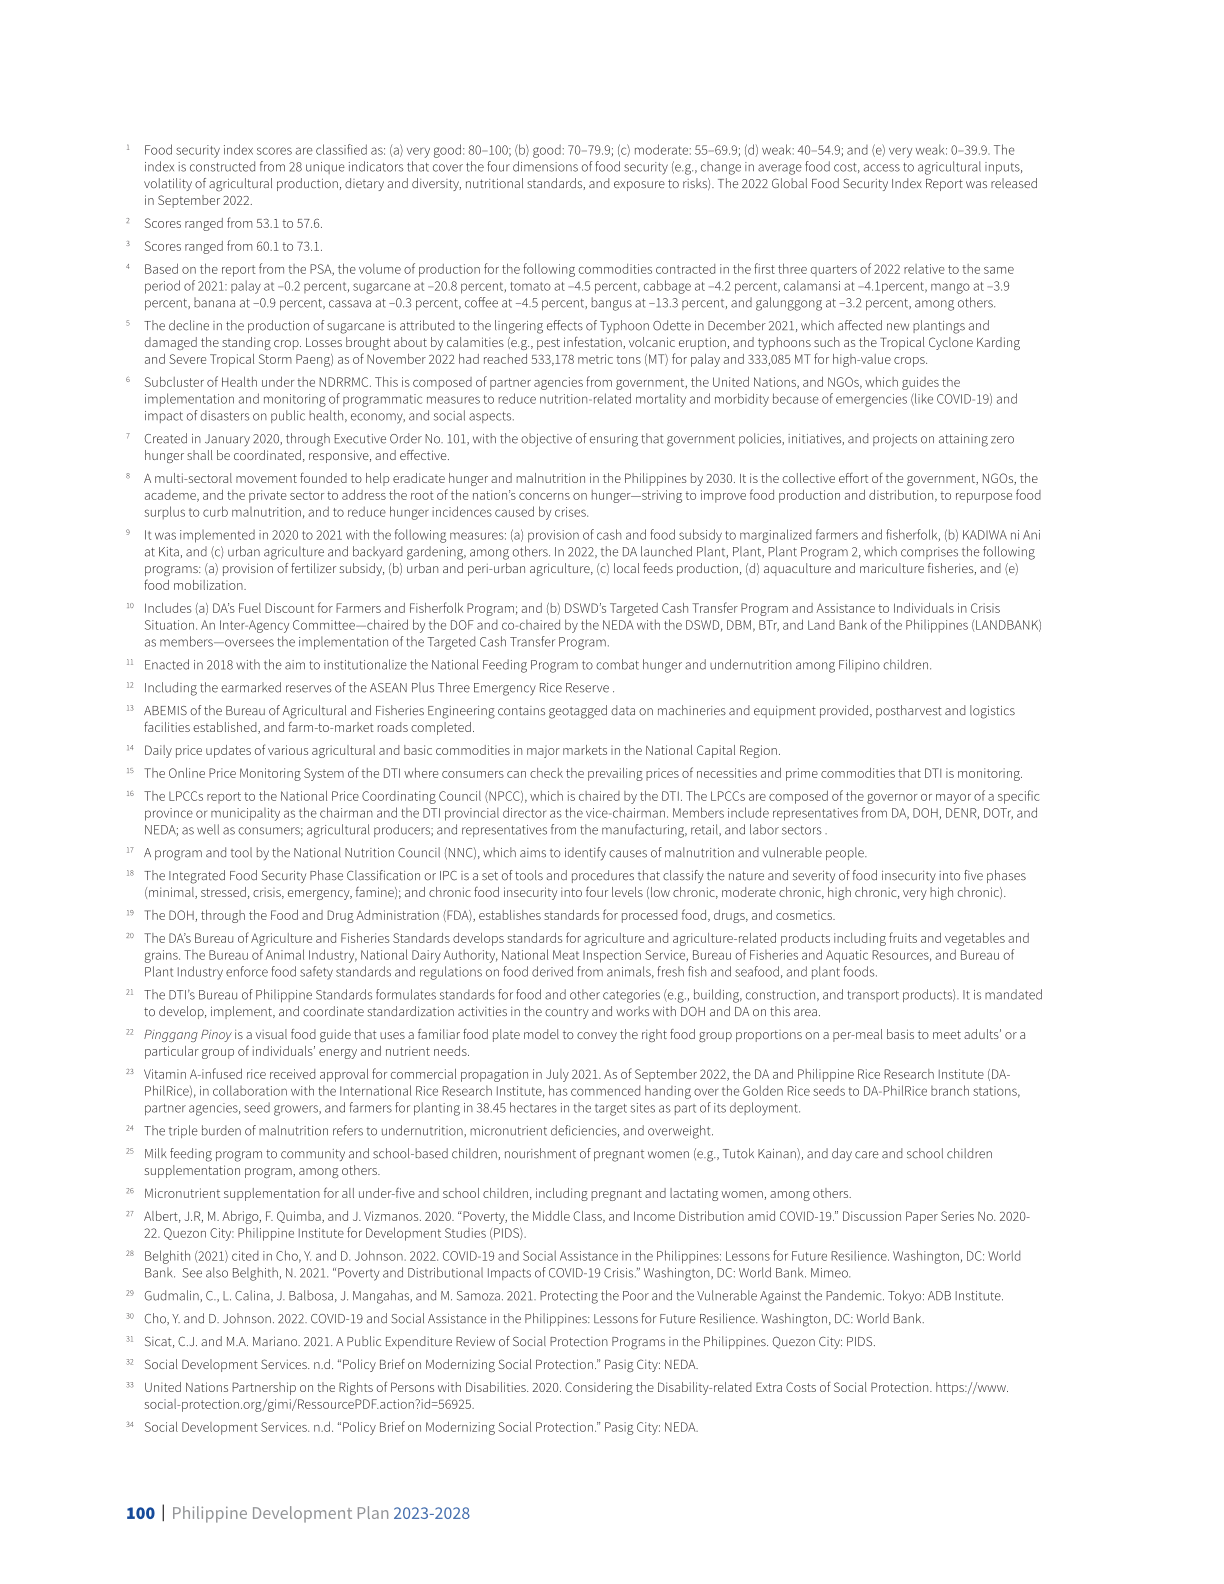 1 Food security index scores are classified as: (a) very good: 80–100; (b) good: 70–79.9; (c) moderate: 55–69.9; (d) weak: 40–54.9; and (e) very weak: 0–39.9. The
index is constructed from 28 unique indicators that cover the four dimensions of food security (e.g., change in average food cost, access to agricultural inputs,
volatility of agricultural production, dietary and diversity, nutritional standards, and exposure to risks). The 2022 Global Food Security Index Report was released
in September 2022.
2 Scores ranged from 53.1 to 57.6.
3 Scores ranged from 60.1 to 73.1.
4 Based on the report from the PSA, the volume of production for the following commodities contracted in the first three quarters of 2022 relative to the same
period of 2021: palay at –0.2 percent, sugarcane at –20.8 percent, tomato at –4.5 percent, cabbage at –4.2 percent, calamansi at –4.1percent, mango at –3.9
percent, banana at –0.9 percent, cassava at –0.3 percent, coffee at –4.5 percent, bangus at –13.3 percent, and galunggong at –3.2 percent, among others.
5 The decline in the production of sugarcane is attributed to the lingering effects of Typhoon Odette in December 2021, which affected new plantings and
damaged the standing crop. Losses brought about by calamities (e.g., pest infestation, volcanic eruption, and typhoons such as the Tropical Cyclone Karding
and Severe Tropical Storm Paeng) as of November 2022 had reached 533,178 metric tons (MT) for palay and 333,085 MT for high-value crops.
6 Subcluster of Health under the NDRRMC. This is composed of partner agencies from government, the United Nations, and NGOs, which guides the
implementation and monitoring of programmatic measures to reduce nutrition-related mortality and morbidity because of emergencies (like COVID-19) and
impact of disasters on public health, economy, and social aspects.
7 Created in January 2020, through Executive Order No. 101, with the objective of ensuring that government policies, initiatives, and projects on attaining zero
hunger shall be coordinated, responsive, and effective.
8 A multi-sectoral movement founded to help eradicate hunger and malnutrition in the Philippines by 2030. It is the collective effort of the government, NGOs, the
academe, and the private sector to address the root of the nation's concerns on hunger—striving to improve food production and distribution, to repurpose food
surplus to curb malnutrition, and to reduce hunger incidences caused by crises.
9 It was implemented in 2020 to 2021 with the following measures: (a) provision of cash and food subsidy to marginalized farmers and fisherfolk, (b) KADIWA ni Ani
at Kita, and (c) urban agriculture and backyard gardening, among others. In 2022, the DA launched Plant, Plant, Plant Program 2, which comprises the following
programs: (a) provision of fertilizer subsidy, (b) urban and peri-urban agriculture, (c) local feeds production, (d) aquaculture and mariculture fisheries, and (e)
food mobilization.
10 Includes (a) DA's Fuel Discount for Farmers and Fisherfolk Program; and (b) DSWD's Targeted Cash Transfer Program and Assistance to Individuals in Crisis
Situation. An Inter-Agency Committee—chaired by the DOF and co-chaired by the NEDA with the DSWD, DBM, BTr, and Land Bank of the Philippines (LANDBANK)
as members—oversees the implementation of the Targeted Cash Transfer Program.
11 Enacted in 2018 with the aim to institutionalize the National Feeding Program to combat hunger and undernutrition among Filipino children.
12 Including the earmarked reserves of the ASEAN Plus Three Emergency Rice Reserve .
13 ABEMIS of the Bureau of Agricultural and Fisheries Engineering contains geotagged data on machineries and equipment provided, postharvest and logistics
facilities established, and farm-to-market roads completed.
14 Daily price updates of various agricultural and basic commodities in major markets in the National Capital Region.
15 The Online Price Monitoring System of the DTI where consumers can check the prevailing prices of necessities and prime commodities that DTI is monitoring.
16 The LPCCs report to the National Price Coordinating Council (NPCC), which is chaired by the DTI. The LPCCs are composed of the governor or mayor of a specific
province or municipality as the chairman and the DTI provincial director as the vice-chairman. Members include representatives from DA, DOH, DENR, DOTr, and
NEDA; as well as consumers; agricultural producers; and representatives from the manufacturing, retail, and labor sectors .
17 A program and tool by the National Nutrition Council (NNC), which aims to identify causes of malnutrition and vulnerable people.
18 The Integrated Food Security Phase Classification or IPC is a set of tools and procedures that classify the nature and severity of food insecurity into five phases
(minimal, stressed, crisis, emergency, famine); and chronic food insecurity into four levels (low chronic, moderate chronic, high chronic, very high chronic).
19 The DOH, through the Food and Drug Administration (FDA), establishes standards for processed food, drugs, and cosmetics.
20 The DA's Bureau of Agriculture and Fisheries Standards develops standards for agriculture and agriculture-related products including fruits and vegetables and
grains. The Bureau of Animal Industry, National Dairy Authority, National Meat Inspection Service, Bureau of Fisheries and Aquatic Resources, and Bureau of
Plant Industry enforce food safety standards and regulations on food derived from animals, fresh fish and seafood, and plant foods.
21 The DTI's Bureau of Philippine Standards formulates standards for food and other categories (e.g., building, construction, and transport products). It is mandated
to develop, implement, and coordinate standardization activities in the country and works with DOH and DA on this area.
22 Pinggang Pinoy is a visual food guide that uses a familiar food plate model to convey the right food group proportions on a per-meal basis to meet adults' or a
particular group of individuals' energy and nutrient needs.
23 Vitamin A-infused rice received approval for commercial propagation in July 2021. As of September 2022, the DA and Philippine Rice Research Institute (DA-
PhilRice), in collaboration with the International Rice Research Institute, has commenced handing over the Golden Rice seeds to DA-PhilRice branch stations,
partner agencies, seed growers, and farmers for planting in 38.45 hectares in the target sites as part of its deployment.
24 The triple burden of malnutrition refers to undernutrition, micronutrient deficiencies, and overweight.
25 Milk feeding program to community and school-based children, nourishment of pregnant women (e.g., Tutok Kainan), and day care and school children
supplementation program, among others.
26 Micronutrient supplementation for all under-five and school children, including pregnant and lactating women, among others.
27 Albert, J.R, M. Abrigo, F. Quimba, and J. Vizmanos. 2020. “Poverty, the Middle Class, and Income Distribution amid COVID-19.” Discussion Paper Series No. 2020-
22. Quezon City: Philippine Institute for Development Studies (PIDS).
28 Belghith (2021) cited in Cho, Y. and D. Johnson. 2022. COVID-19 and Social Assistance in the Philippines: Lessons for Future Resilience. Washington, DC: World
Bank. See also Belghith, N. 2021. “Poverty and Distributional Impacts of COVID-19 Crisis.” Washington, DC: World Bank. Mimeo.
29 Gudmalin, C., L. Calina, J. Balbosa, J. Mangahas, and M. Samoza. 2021. Protecting the Poor and the Vulnerable Against the Pandemic. Tokyo: ADB Institute.
30 Cho, Y. and D. Johnson. 2022. COVID-19 and Social Assistance in the Philippines: Lessons for Future Resilience. Washington, DC: World Bank.
31 Sicat, C.J. and M.A. Mariano. 2021. A Public Expenditure Review of Social Protection Programs in the Philippines. Quezon City: PIDS.
32 Social Development Services. n.d. “Policy Brief on Modernizing Social Protection.” Pasig City: NEDA.
33 United Nations Partnership on the Rights of Persons with Disabilities. 2020. Considering the Disability-related Extra Costs of Social Protection. https://www.
social-protection.org/gimi/RessourcePDF.action?id=56925.
34 Social Development Services. n.d. “Policy Brief on Modernizing Social Protection.” Pasig City: NEDA.
100 | Philippine Development Plan 2023-2028